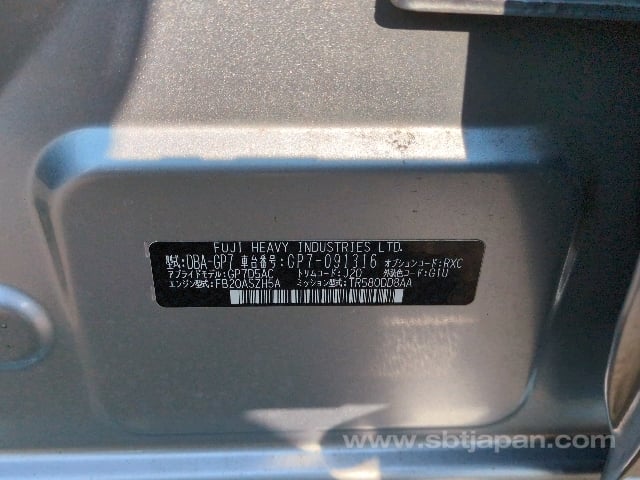 FUJI HEAVY INDUSTRIES LTD.
型式:DBA-GP7 車台番号:GP7-091316 オプションコード:RXC
アプライドモデル:GP7D5AC トリムコード:J20 外装色コード:G1U
エンジン型式:FB20ASZH5A ミッション型式:TR580DD8AA
www.sbtjapan.com/